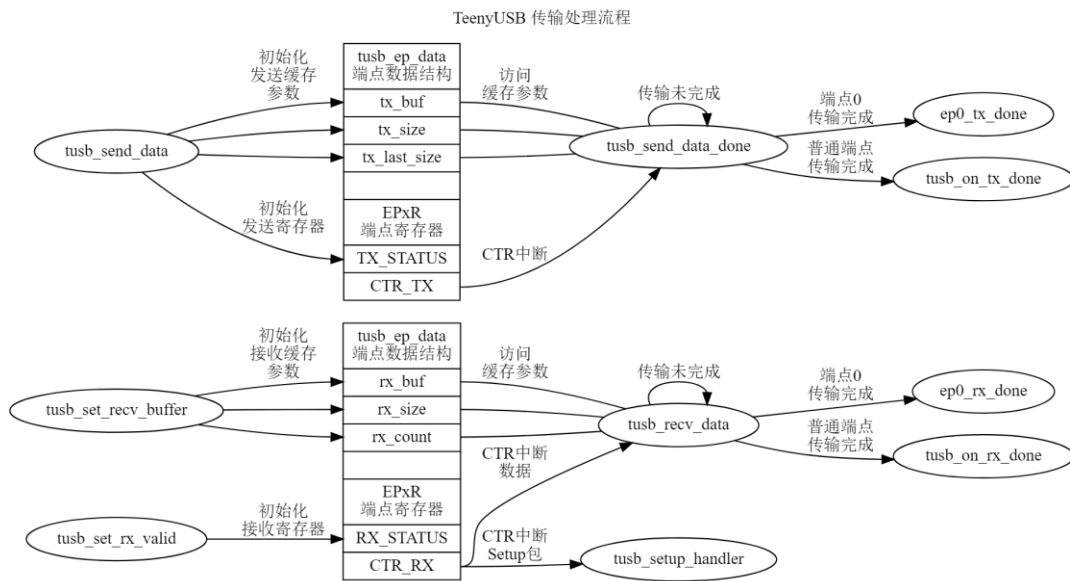 TeenyUSB 传输处理流程
初始化
发送缓存
参数
tusb_ep_data
端点数据结构
访问
缓存参数
tx_buf
传输未完成
端点0
传输完成
ep0_tx_done
tusb_send_data
tx_size
tusb_send_data_done
tx_last_size
普通端点
传输完成
tusb_on_tx_done
初始化
发送寄存器
EPxR
端点寄存器
TX_STATUS
CTR中断
CTR_TX
初始化
接收缓存
参数
tusb_ep_data
端点数据结构
访问
缓存参数
rx_buf
传输未完成
端点0
传输完成
ep0_rx_done
tusb_set_recv_buffer
rx_size
tusb_recv_data
rx_count
普通端点
传输完成
tusb_on_rx_done
CTR中断
数据
EPxR
端点寄存器
初始化
接收寄存器
tusb_set_rx_valid
RX_STATUS
CTR中断
Setup包
CTR_RX
tusb_setup_handler